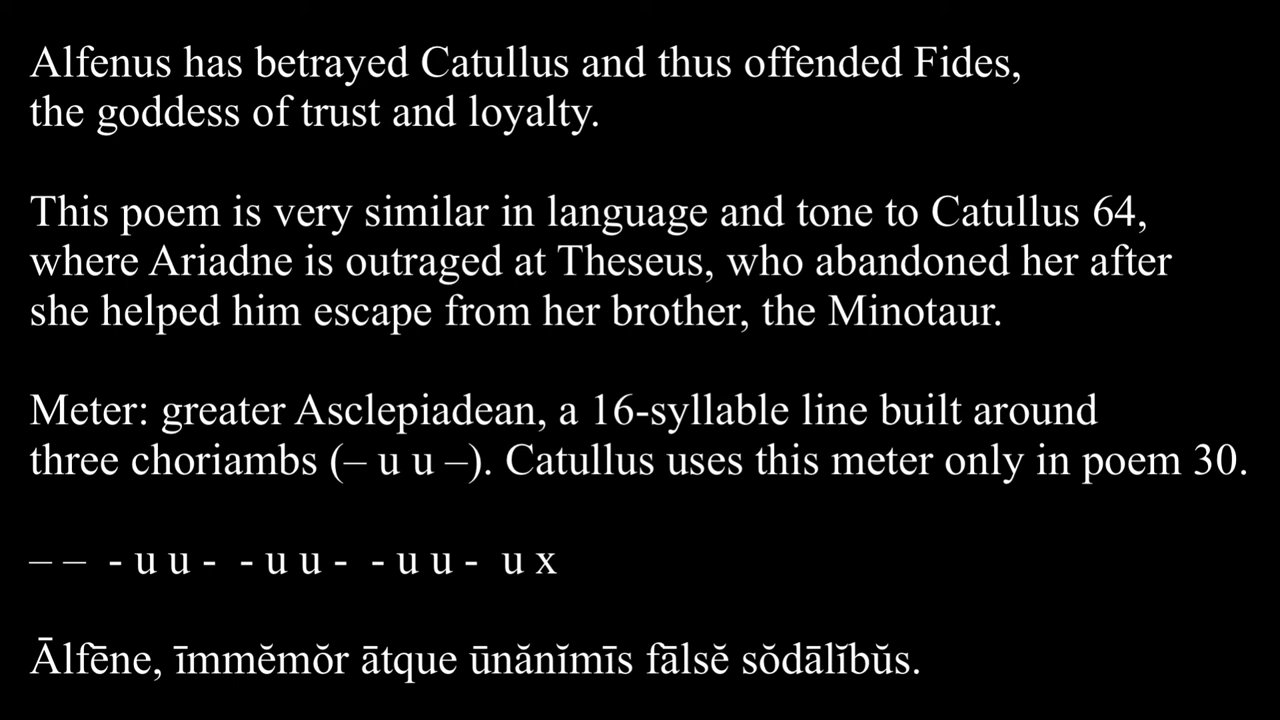 Alfenus has betrayed Catullus and thus offended Fides,
the goddess of trust and loyalty.
This poem is very similar in language and tone to Catullus 64,
where Ariadne is outraged at Theseus, who abandoned her after
she helped him escape from her brother, the Minotaur.
Meter: greater Asclepiadean, a 16-syllable line built around
three choriambs (– u u –). Catullus uses this meter only in poem 30.
– –  - u u -  - u u -  - u u -  u x
Ālfēne, īmmĕmŏr ātque ūnănĭmīs fālsĕ sŏdālĭbŭs.